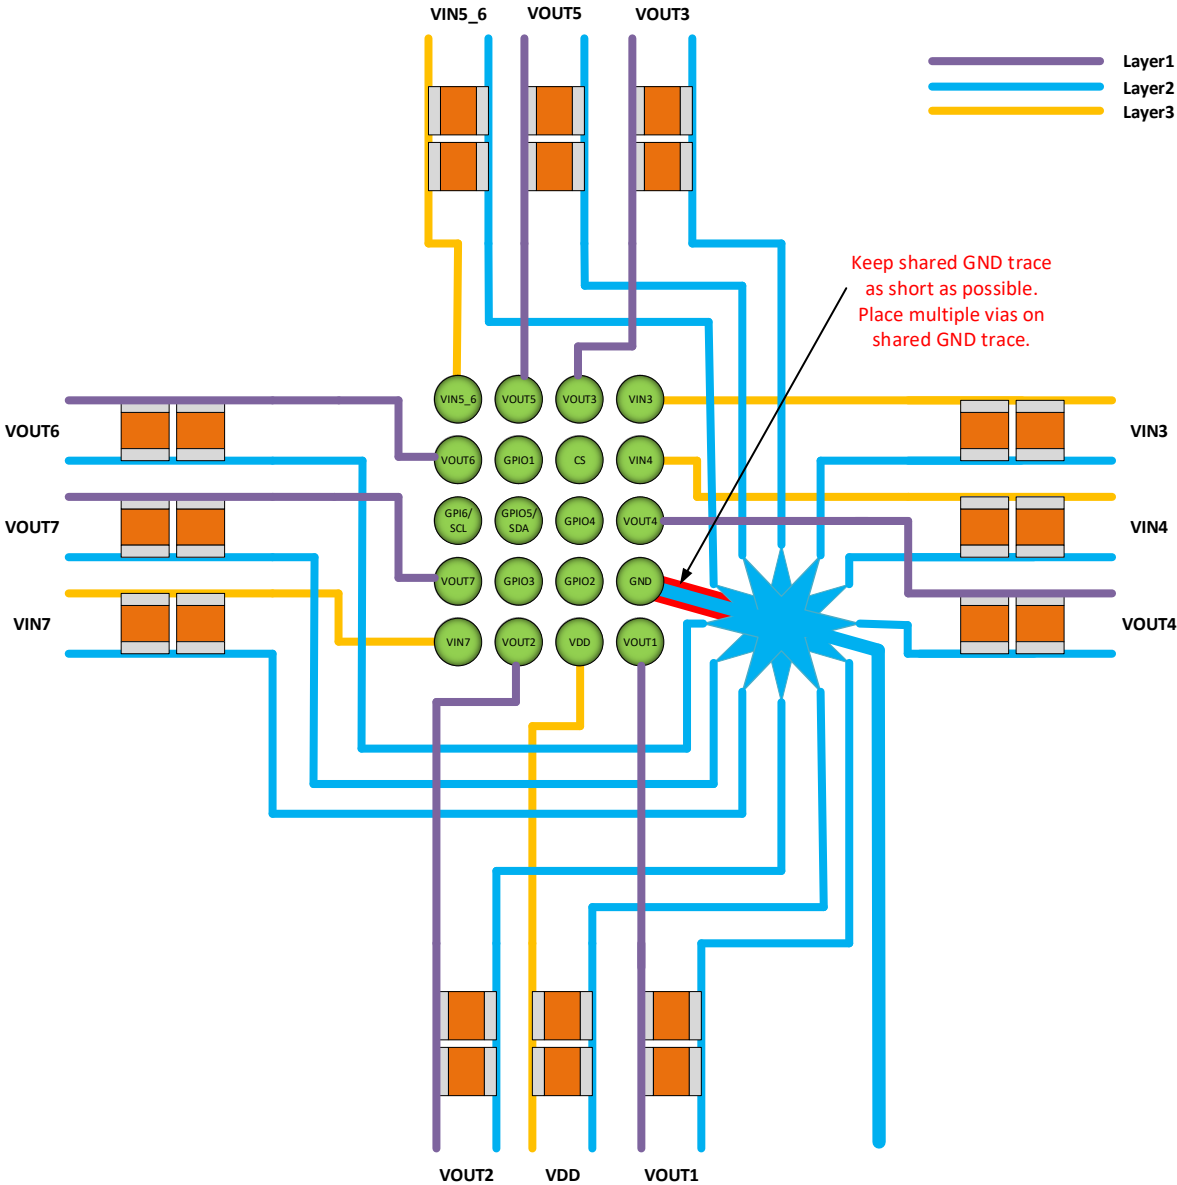 VIN5_6
VOUT5
VOUT3
Layer1
Layer2
Layer3
Keep shared GND trace
as short as possible.
Place multiple vias on
shared GND trace.
VIN5_6
VOUT5
VOUT3
VIN3
VOUT6
VIN3
VOUT6
GPIO1
CS
VIN4
VOUT7
GPI6/
SCL
GPIO5/
SDA
GPIO4
VOUT4
VIN4
VOUT7
GPIO3
GPIO2
GND
VIN7
VOUT4
VIN7
VOUT2
VDD
VOUT1
VOUT2
VDD
VOUT1